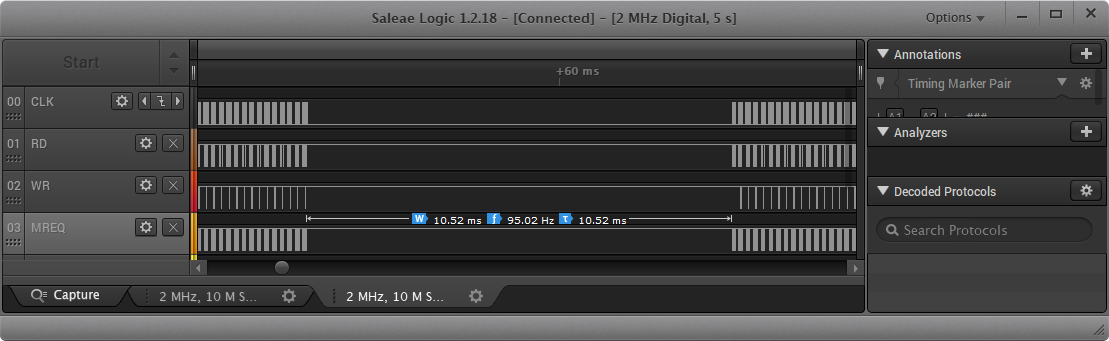 Saleae Logic 1.2.18 – [Connected] – [2 MHz Digital, 5 s]
Options
Start
+60 ms
00 CLK
01 RD
02 WR
03 MREQ
W 10.52 ms f 95.02 Hz T 10.52 ms
Annotations
Timing Marker Pair
A1 A2 | = ###
Analyzers
Decoded Protocols
Search Protocols
Capture
2 MHz, 10 M S...
2 MHz, 10 M S...